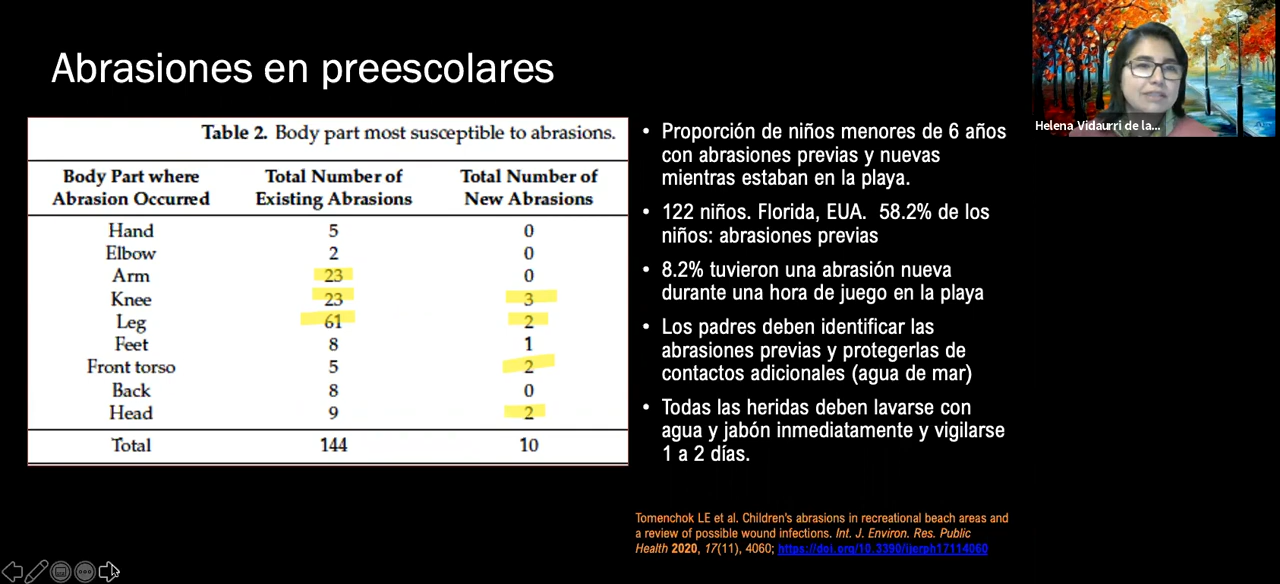 Abrasiones en preescolares
Helena Vidaurri de la...
Table 2. Body part most susceptible to abrasions.
Body Part where Abrasion Occurred | Total Number of Existing Abrasions | Total Number of New Abrasions
Hand 5 0
Elbow 2 0
Arm 23 0
Knee 23 3
Leg 61 2
Feet 8 1
Front torso 5 2
Back 8 0
Head 9 2
Total 144 10
• Proporción de niños menores de 6 años
con abrasiones previas y nuevas
mientras estaban en la playa.
• 122 niños. Florida, EUA. 58.2% de los
niños: abrasiones previas
• 8.2% tuvieron una abrasión nueva
durante una hora de juego en la playa
• Los padres deben identificar las
abrasiones previas y protegerlas de
contactos adicionales (agua de mar)
• Todas las heridas deben lavarse con
agua y jabón inmediatamente y vigilarse
1 a 2 días.
Tomenchok LE et al. Children's abrasions in recreational beach areas and
a review of possible wound infections. Int. J. Environ. Res. Public
Health 2020, 17(11), 4060; https://doi.org/10.3390/ijerph17114060